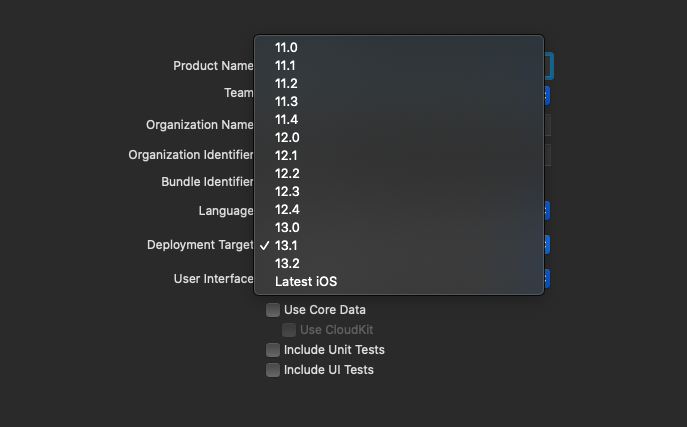 11.0
Product Name
11.1
11.2
Team
11.3
11.4
Organization Name
12.0
12.1
Organization Identifier
12.2
Bundle Identifier
12.3
12.4
Language
13.0
Deployment Target ✓ 13.1
13.2
User Interface
Latest iOS
Use Core Data
Use CloudKit
Include Unit Tests
Include UI Tests